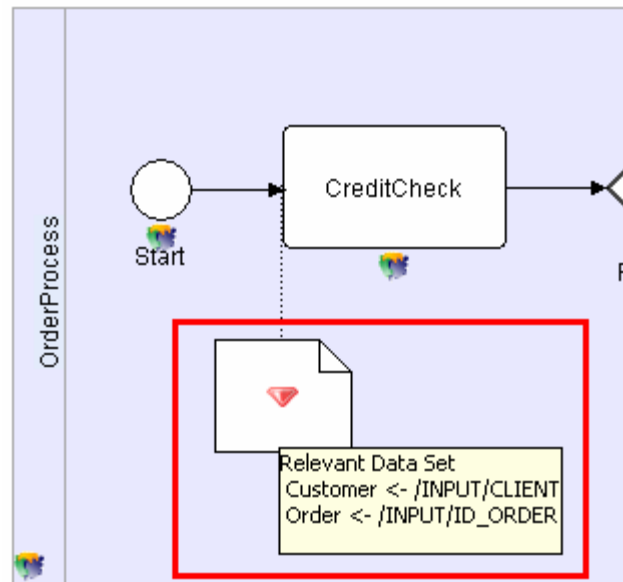 OrderProcess
CreditCheck
Start
Relevant Data Set
Customer <- /INPUT/CLIENT
Order <- /INPUT/ID_ORDER